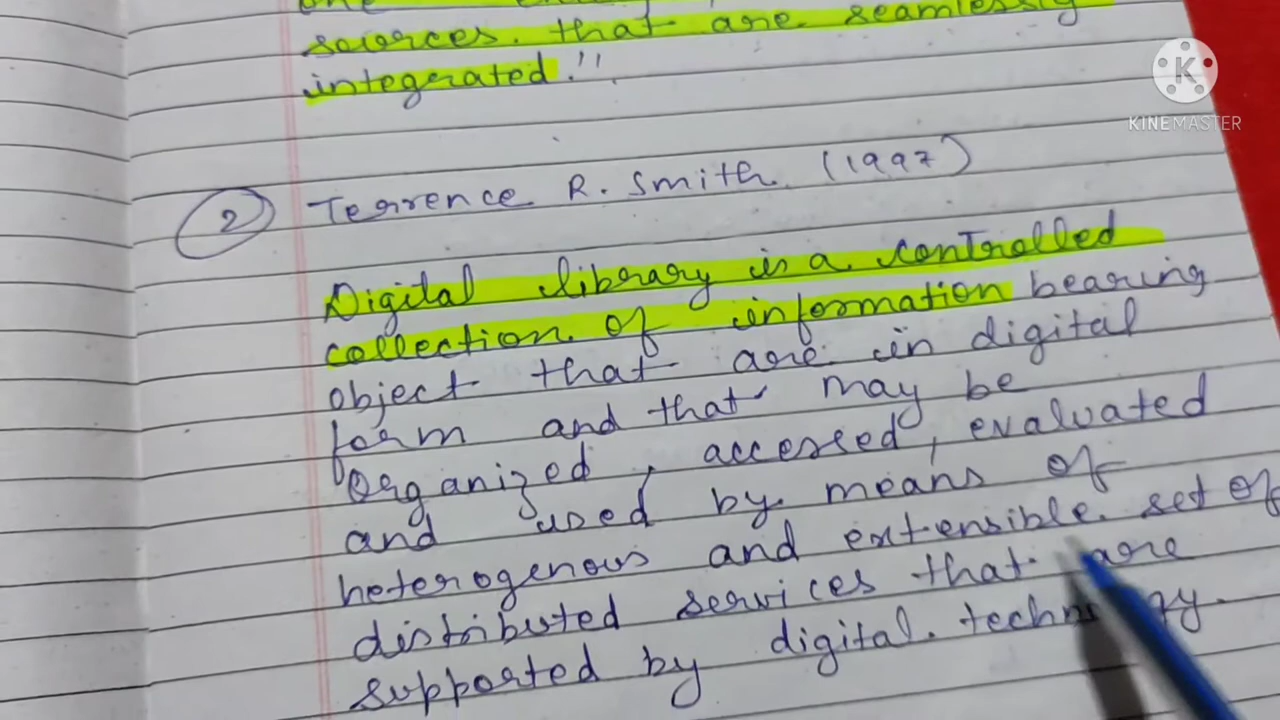 one
sources. that are seamlessly
integerated.''.
KINEMASTER
2 Terrence R. Smith. (1997)
Digital library is a controlled
collection of information bearing
object that are in digital
form and that may be
Organized, accessed, evaluated
and used by means of
heterogenous and extensible set of
distributed services that are
supported by digital technology.